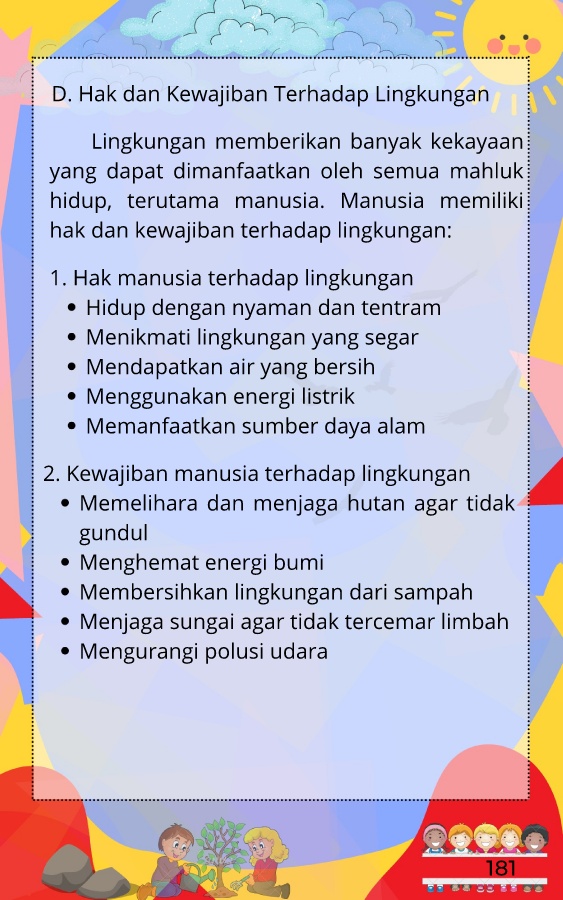 D. Hak dan Kewajiban Terhadap Lingkungan
Lingkungan memberikan banyak kekayaan
yang dapat dimanfaatkan oleh semua mahluk
hidup, terutama manusia. Manusia memiliki
hak dan kewajiban terhadap lingkungan:
1. Hak manusia terhadap lingkungan
• Hidup dengan nyaman dan tentram
• Menikmati lingkungan yang segar
• Mendapatkan air yang bersih
• Menggunakan energi listrik
• Memanfaatkan sumber daya alam
2. Kewajiban manusia terhadap lingkungan
• Memelihara dan menjaga hutan agar tidak
gundul
• Menghemat energi bumi
• Membersihkan lingkungan dari sampah
• Menjaga sungai agar tidak tercemar limbah
• Mengurangi polusi udara
181